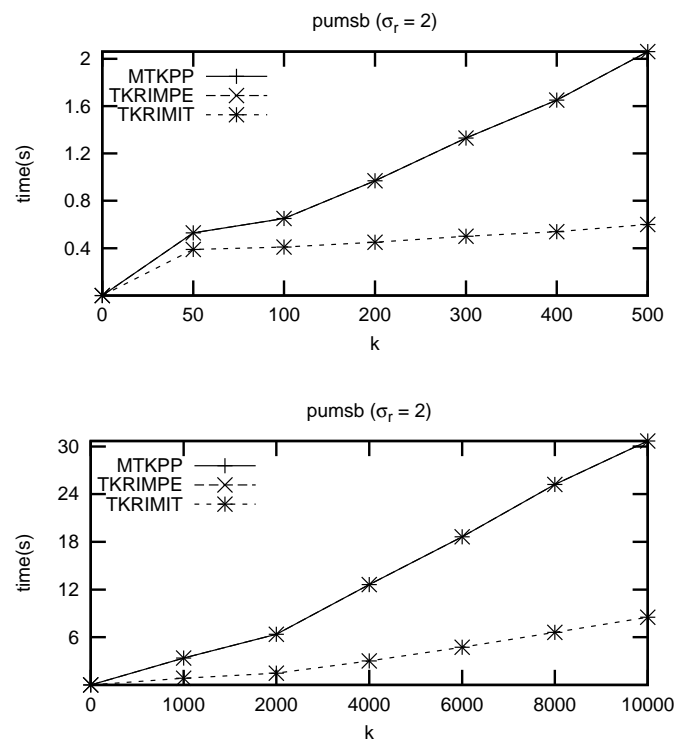 pumsb (σr = 2)
2
1.6
1.2
0.8
0.4
time(s)
MTKPP
TKRIMPE
TKRIMIT
0 50 100 200 300 400 500
k
pumsb (σr = 2)
30
24
18
12
6
time(s)
MTKPP
TKRIMPE
TKRIMIT
0 1000 2000 4000 6000 8000 10000
k